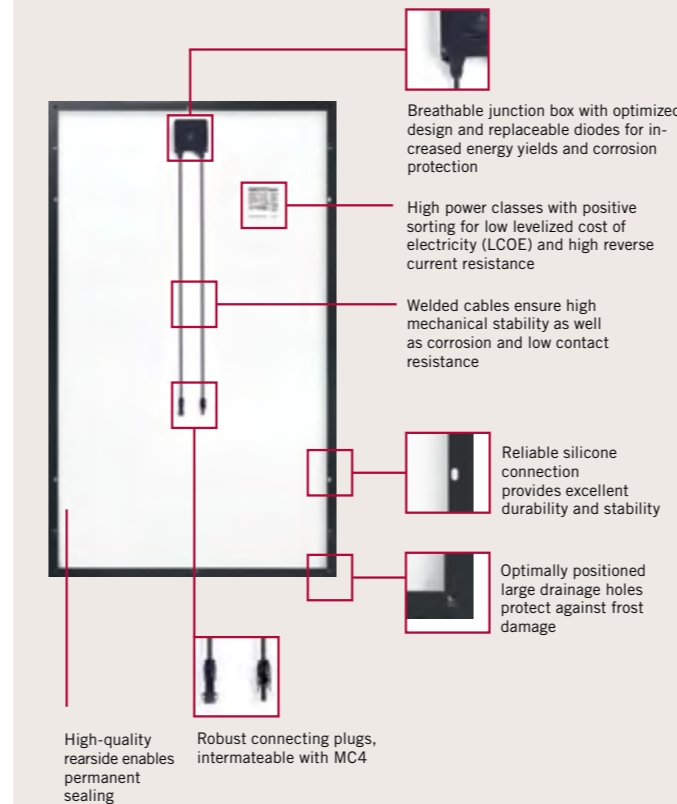 Breathable junction box with optimized
design and replaceable diodes for in-
creased energy yields and corrosion
protection
High power classes with positive
sorting for low levelized cost of
electricity (LCOE) and high reverse
current resistance
Welded cables ensure high
mechanical stability as well
as corrosion and low contact
resistance
Reliable silicone
connection
provides excellent
durability and stability
Optimally positioned
large drainage holes
protect against frost
damage
High-quality
rearside enables
permanent
sealing
Robust connecting plugs,
intermateable with MC4